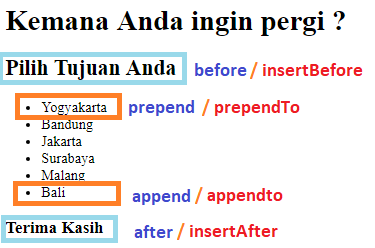 Kemana Anda ingin pergi ?
Pilih Tujuan Anda before / insertBefore
Yogyakarta prepend / prependTo
Bandung
Jakarta
Surabaya
Malang
Bali append / appendto
Terima Kasih after / insertAfter